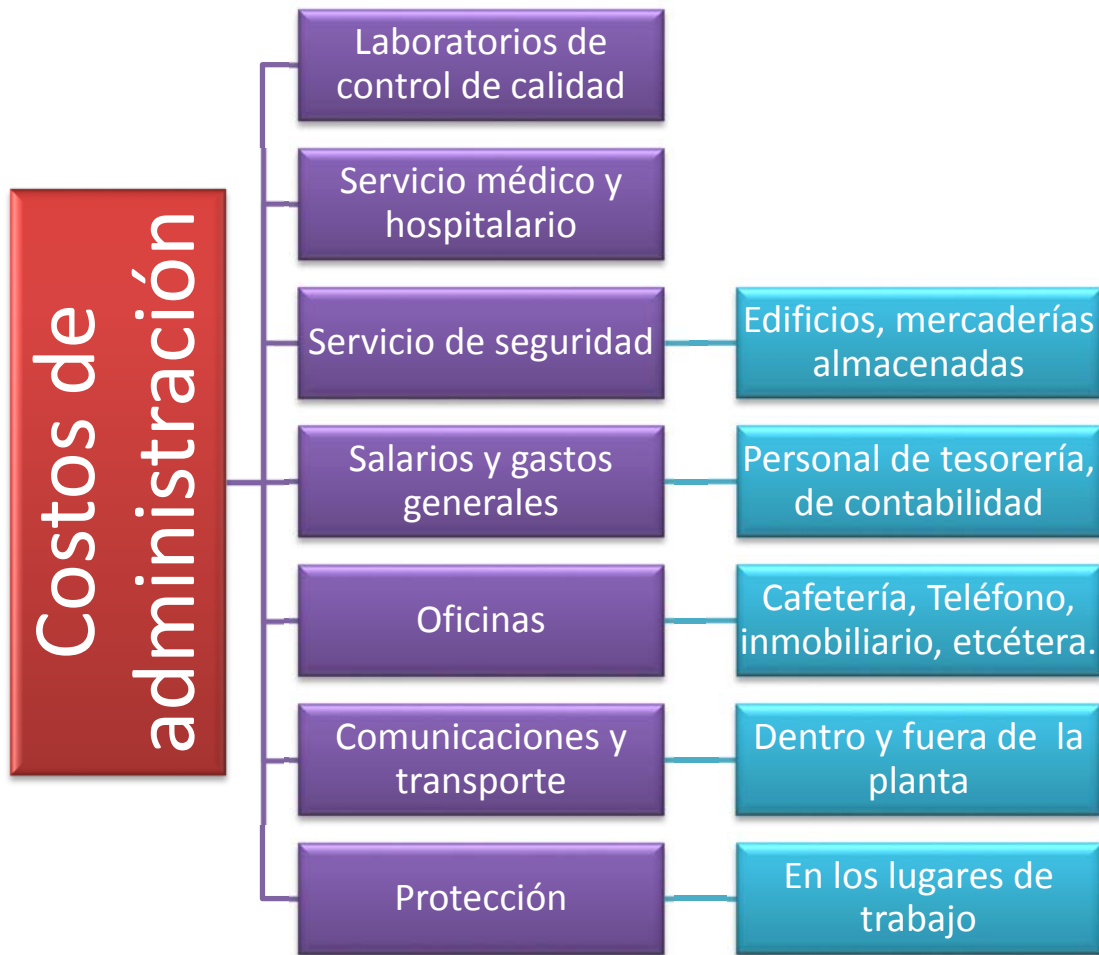 Costos de
administración
Laboratorios de
control de calidad
Servicio médico y
hospitalario
Servicio de seguridad
Edificios, mercaderías
almacenadas
Salarios y gastos
generales
Personal de tesorería,
de contabilidad
Oficinas
Cafetería, Teléfono,
inmobiliario, etcétera.
Comunicaciones y
transporte
Dentro y fuera de  la
planta
Protección
En los lugares de
trabajo